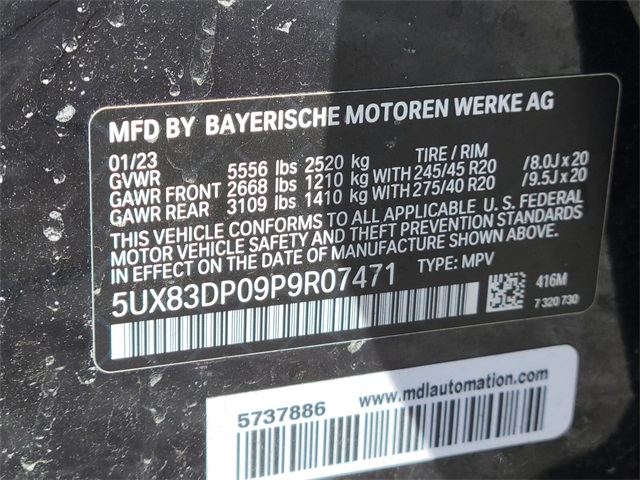 MFD BY BAYERISCHE MOTOREN WERKE AG
01/23 TIRE / RIM
GVWR 5556 lbs 2520 kg
GAWR FRONT 2668 lbs 1210 kg WITH 245/45 R20 /8.0J x 20
GAWR REAR 3109 lbs 1410 kg WITH 275/40 R20 /9.5J x 20
THIS VEHICLE CONFORMS TO ALL APPLICABLE U. S. FEDERAL
MOTOR VEHICLE SAFETY AND THEFT PREVENTION STANDARDS
IN EFFECT ON THE DATE OF MANUFACTURE SHOWN ABOVE.
5UX83DP09P9R07471 TYPE: MPV
416M
7 320 730
5737886 www.mdlautomation.com